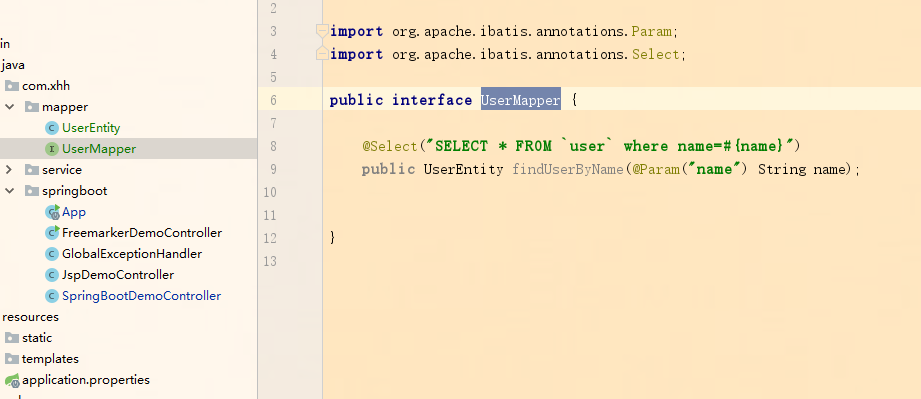 in
java
com.xhh
mapper
UserEntity
UserMapper
service
springboot
App
FreemarkerDemoController
GlobalExceptionHandler
JspDemoController
SpringBootDemoController
resources
static
templates
application.properties
2
3 import org.apache.ibatis.annotations.Param;
4 import org.apache.ibatis.annotations.Select;
5
6 public interface UserMapper {
7
8 @Select("SELECT * FROM `user` where name=#{name}")
9 public UserEntity findUserByName(@Param("name") String name);
10
11
12 }
13